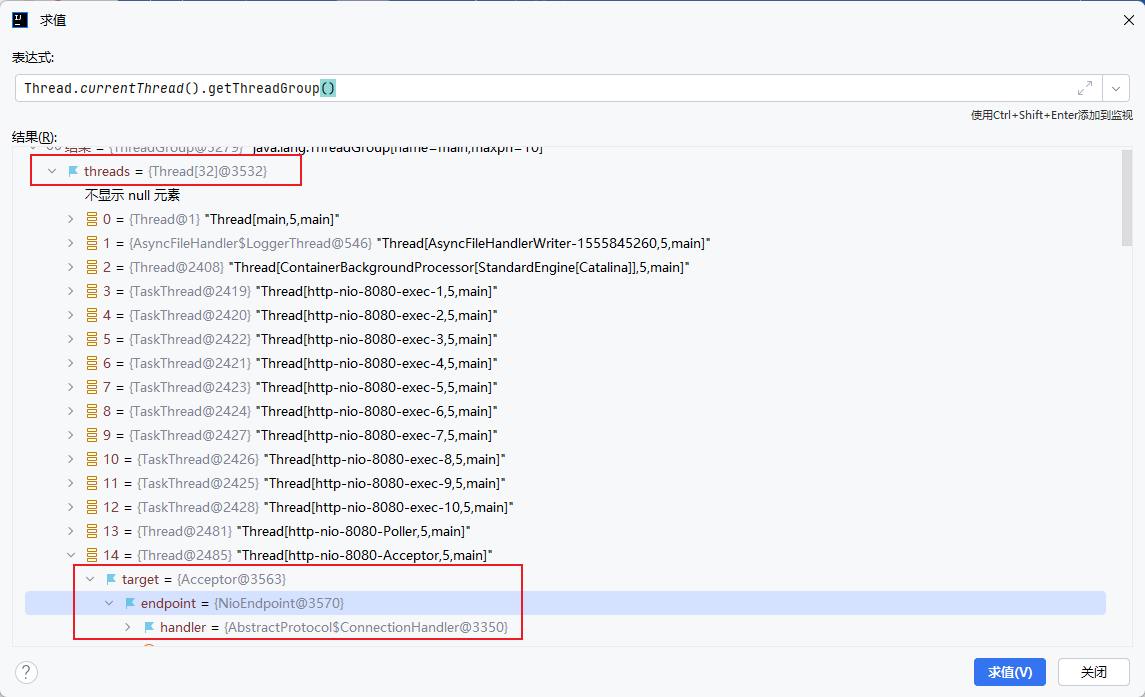 求值
表达式:
Thread.currentThread().getThreadGroup()
使用Ctrl+Shift+Enter添加到监视
结果(R):
结果 = {ThreadGroup@3279} "java.lang.ThreadGroup[name=main,maxpri=10]"
threads = {Thread[32]@3532}
不显示 null 元素
0 = {Thread@1} "Thread[main,5,main]"
1 = {AsyncFileHandler$LoggerThread@546} "Thread[AsyncFileHandlerWriter-1555845260,5,main]"
2 = {Thread@2408} "Thread[ContainerBackgroundProcessor[StandardEngine[Catalina]],5,main]"
3 = {TaskThread@2419} "Thread[http-nio-8080-exec-1,5,main]"
4 = {TaskThread@2420} "Thread[http-nio-8080-exec-2,5,main]"
5 = {TaskThread@2422} "Thread[http-nio-8080-exec-3,5,main]"
6 = {TaskThread@2421} "Thread[http-nio-8080-exec-4,5,main]"
7 = {TaskThread@2423} "Thread[http-nio-8080-exec-5,5,main]"
8 = {TaskThread@2424} "Thread[http-nio-8080-exec-6,5,main]"
9 = {TaskThread@2427} "Thread[http-nio-8080-exec-7,5,main]"
10 = {TaskThread@2426} "Thread[http-nio-8080-exec-8,5,main]"
11 = {TaskThread@2425} "Thread[http-nio-8080-exec-9,5,main]"
12 = {TaskThread@2428} "Thread[http-nio-8080-exec-10,5,main]"
13 = {Thread@2481} "Thread[http-nio-8080-Poller,5,main]"
14 = {Thread@2485} "Thread[http-nio-8080-Acceptor,5,main]"
target = {Acceptor@3563}
endpoint = {NioEndpoint@3570}
handler = {AbstractProtocol$ConnectionHandler@3350}
?
求值(V)
关闭